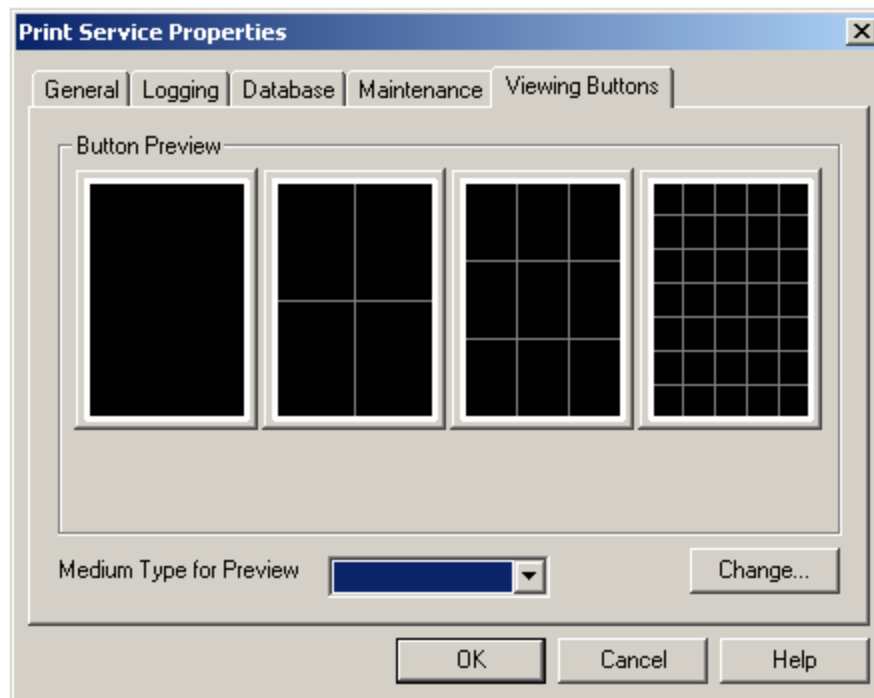 Print Service Properties
General Logging Database Maintenance Viewing Buttons
Button Preview
Medium Type for Preview
Change...
OK Cancel Help